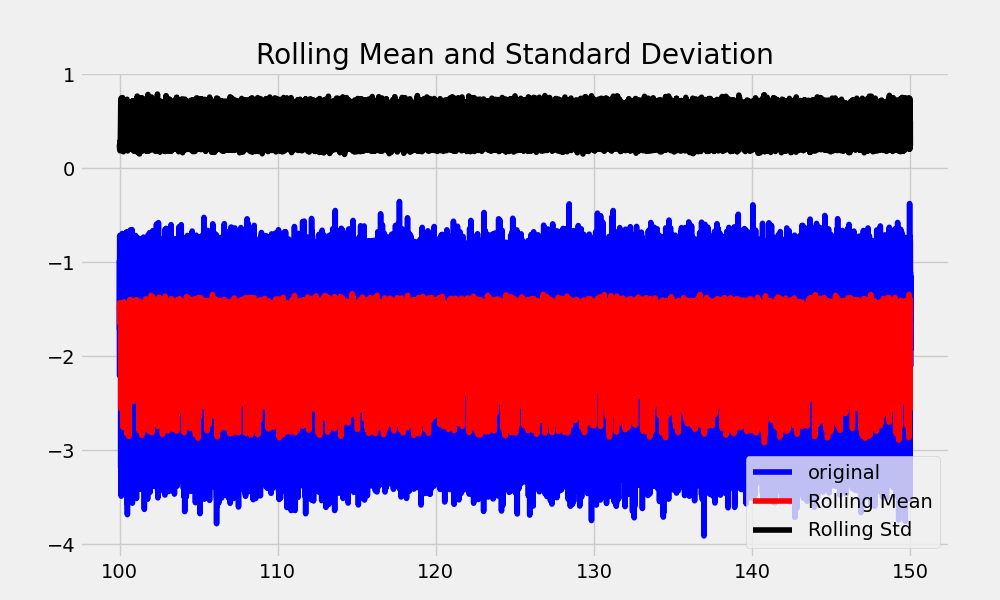 Rolling Mean and Standard Deviation
1
0
−1
−2
−3
−4
original
Rolling Mean
Rolling Std
100 110 120 130 140 150